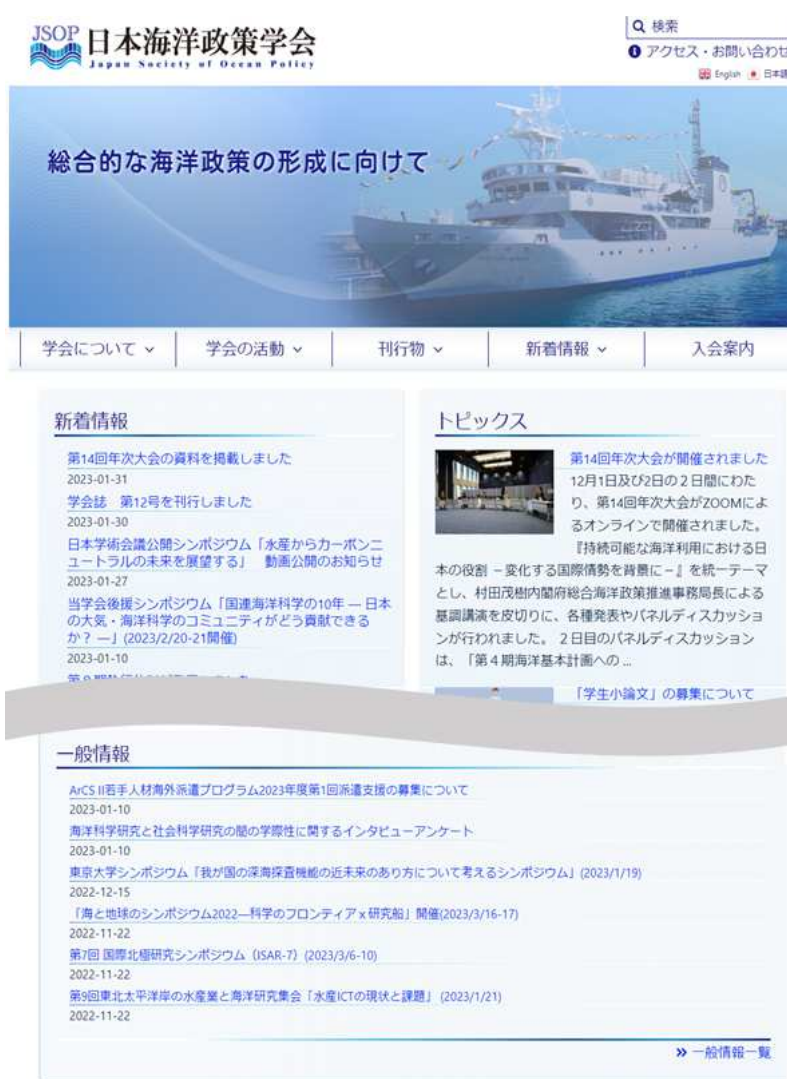 JSOP 日本海洋政策学会
Japan Society of Ocean Policy
検索
アクセス・お問い合わせ
English 日本語
総合的な海洋政策の形成に向けて
学会について 学会の活動 刊行物 新着情報 入会案内
新着情報
第14回年次大会の資料を掲載しました
2023-01-31
学会誌 第12号を刊行しました
2023-01-30
日本学術会議公開シンポジウム「水産からカーボンニ
ュートラルの未来を展望する」 動画公開のお知らせ
2023-01-27
当学会後援シンポジウム「国連海洋科学の10年 ― 日本
の大気・海洋科学のコミュニティがどう貢献できる
か? ―」(2023/2/20-21開催)
2023-01-10
トピックス
第14回年次大会が開催されました
12月1日及び2日の2日間にわた
り、第14回年次大会がZOOMによ
るオンラインで開催されました。
『持続可能な海洋利用における日
本の役割 −変化する国際情勢を背景に−』を統一テーマ
とし、村田茂樹内閣府総合海洋政策推進事務局長による
基調講演を皮切りに、各種発表やパネルディスカッショ
ンが行われました。 2日目のパネルディスカッション
は、「第4期海洋基本計画への ...
「学生小論文」の募集について
一般情報
ArCS II若手人材海外派遣プログラム2023年度第1回派遣支援の募集について
2023-01-10
海洋科学研究と社会科学研究の間の学際性に関するインタビューアンケート
2023-01-10
東京大学シンポジウム「我が国の深海探査機能の近未来のあり方について考えるシンポジウム」(2023/1/19)
2022-12-15
「海と地球のシンポジウム2022―科学のフロンティア x 研究船」開催(2023/3/16-17)
2022-11-22
第7回 国際北極研究シンポジウム（ISAR-7）(2023/3/6-10)
2022-11-22
第9回東北太平洋岸の水産業と海洋研究集会「水産ICTの現状と課題」 (2023/1/21)
2022-11-22
» 一般情報一覧